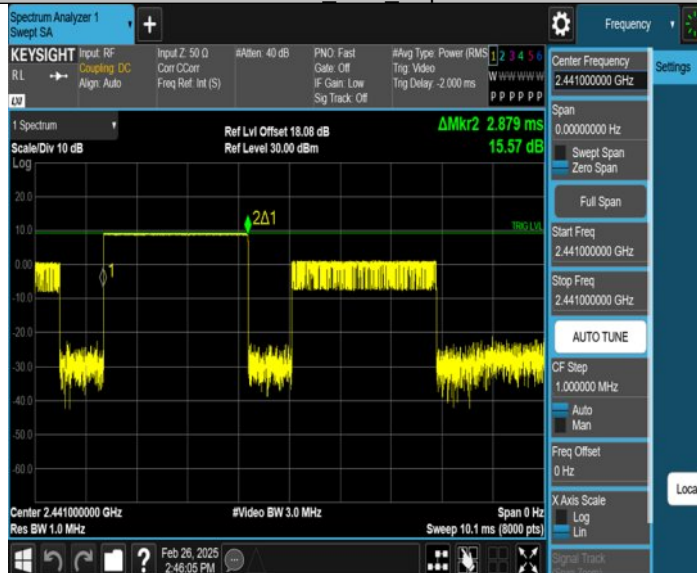 Spectrum Analyzer 1
Swept SA
Frequency
KEYSIGHT
RL
LXI
Input: RF
Coupling: DC
Align: Auto
Input Z: 50 Ω
Corr CCorr
Freq Ref: Int (S)
#Atten: 40 dB
PNO: Fast
Gate: Off
IF Gain: Low
Sig Track: Off
#Avg Type: Power (RMS
Trig: Video
Trig Delay: -2.000 ms
1 2 3 4 5 6
W W W W W W
P P P P P P
1 Spectrum
Scale/Div 10 dB
Log
Ref Lvl Offset 18.08 dB
Ref Level 30.00 dBm
ΔMkr2 2.879 ms
15.57 dB
20.0
10.0
0.00
-10.0
-20.0
-30.0
-40.0
-50.0
-60.0
2Δ1
1
TRIG LVL
Center 2.441000000 GHz
Res BW 1.0 MHz
#Video BW 3.0 MHz
Span 0 Hz
Sweep 10.1 ms (8000 pts)
Feb 26, 2025
2:46:05 PM
Center Frequency
2.441000000 GHz
Span
0.00000000 Hz
Swept Span
Zero Span
Full Span
Start Freq
2.441000000 GHz
Stop Freq
2.441000000 GHz
AUTO TUNE
CF Step
1.000000 MHz
Auto
Man
Freq Offset
0 Hz
X Axis Scale
Log
Lin
Signal Track
Settings
Loca